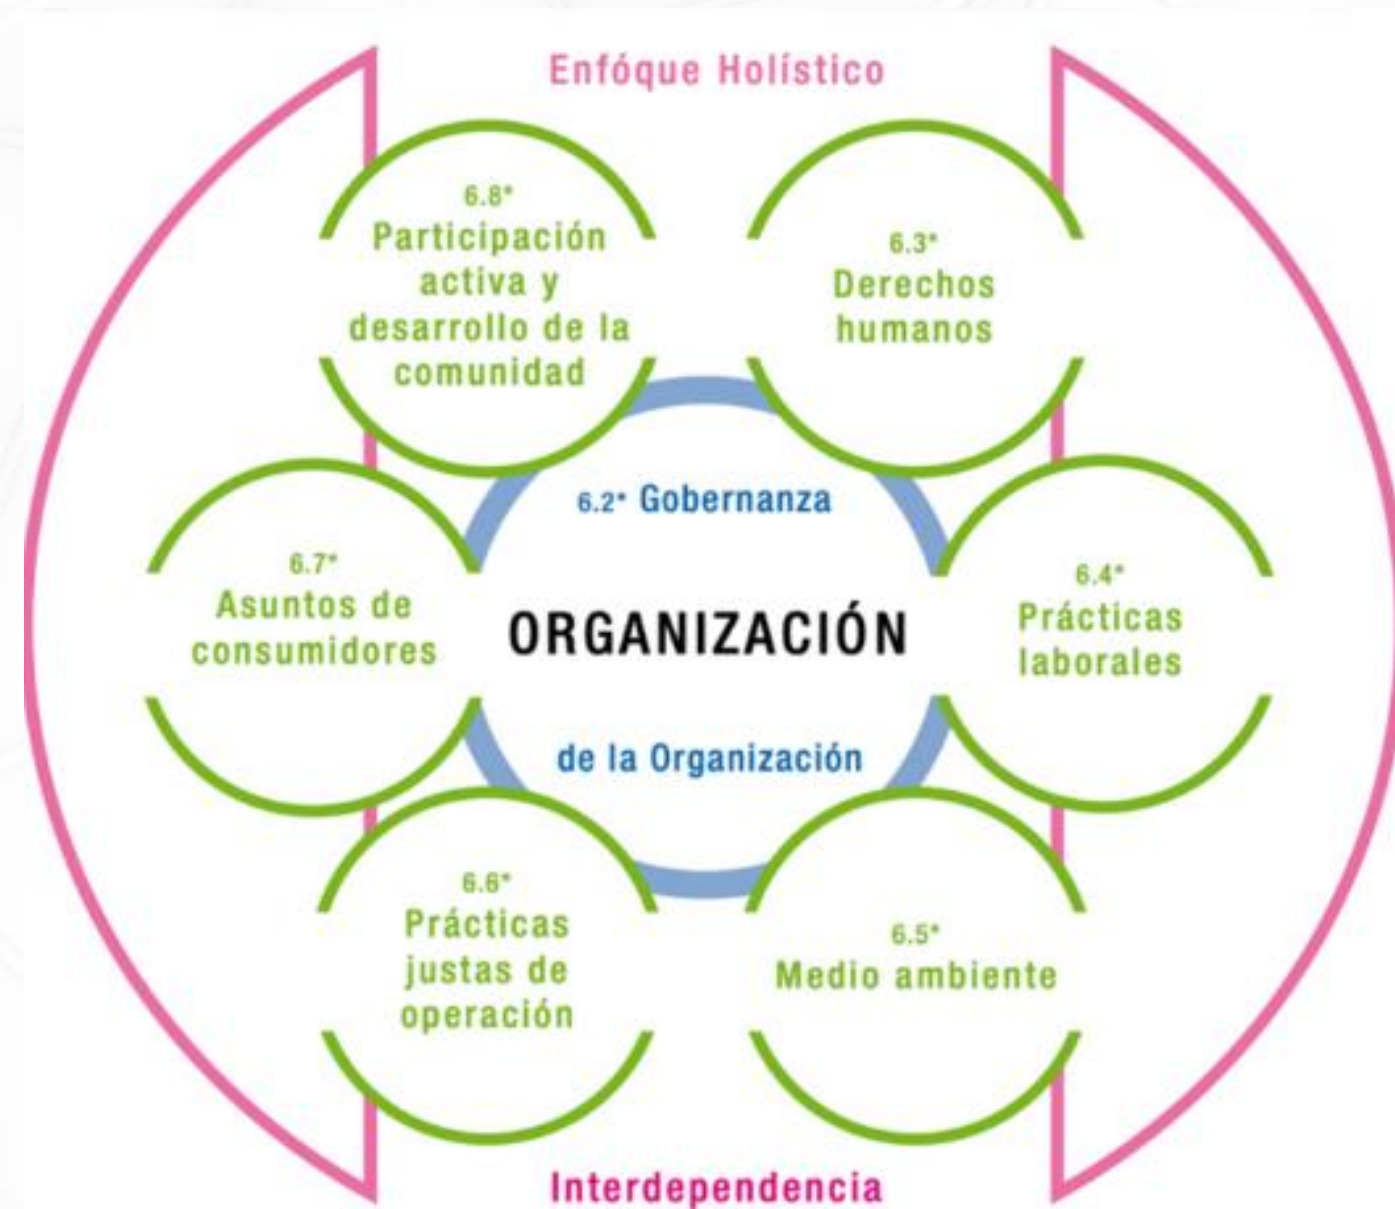 Enfóque Holístico
6.8*
Participación
activa y
desarrollo de la
comunidad
6.3*
Derechos
humanos
6.2* Gobernanza
6.7*
Asuntos de
consumidores
ORGANIZACIÓN
6.4*
Prácticas
laborales
de la Organización
6.6*
Prácticas
justas de
operación
6.5*
Medio ambiente
Interdependencia